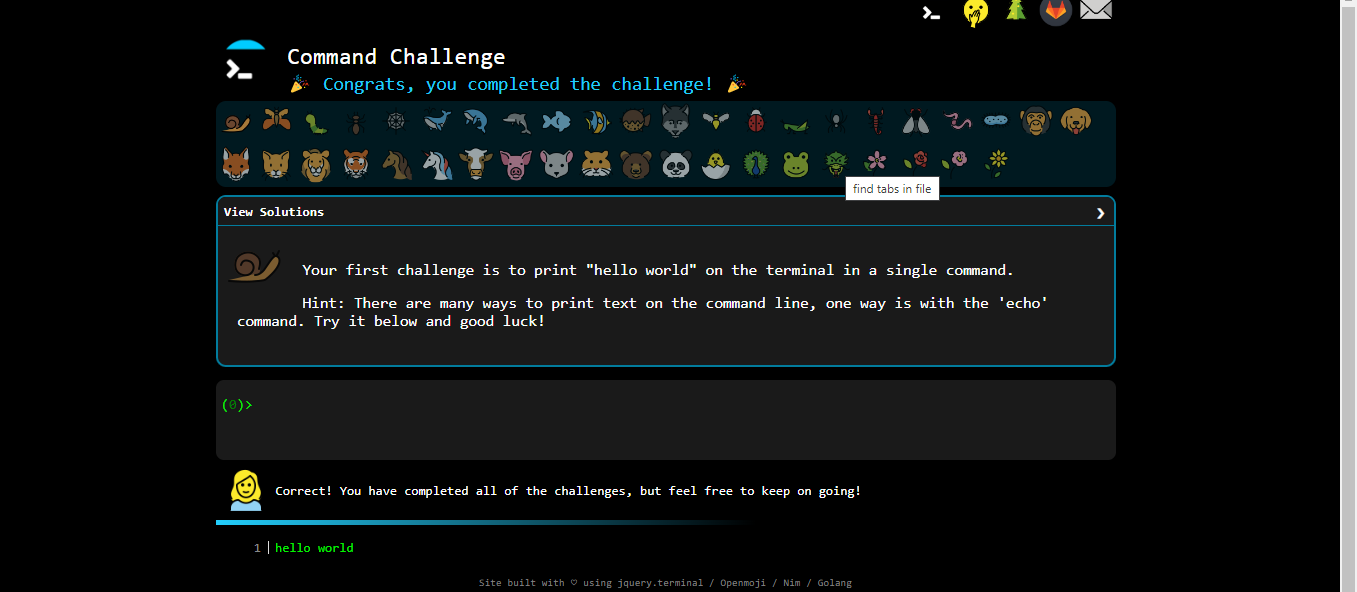 Command Challenge
Congrats, you completed the challenge!
find tabs in file
View Solutions
Your first challenge is to print "hello world" on the terminal in a single command.
Hint: There are many ways to print text on the command line, one way is with the 'echo'
command. Try it below and good luck!
(0)>
Correct! You have completed all of the challenges, but feel free to keep on going!
1 hello world
Site built with ♡ using jquery.terminal / Openmoji / Nim / Golang